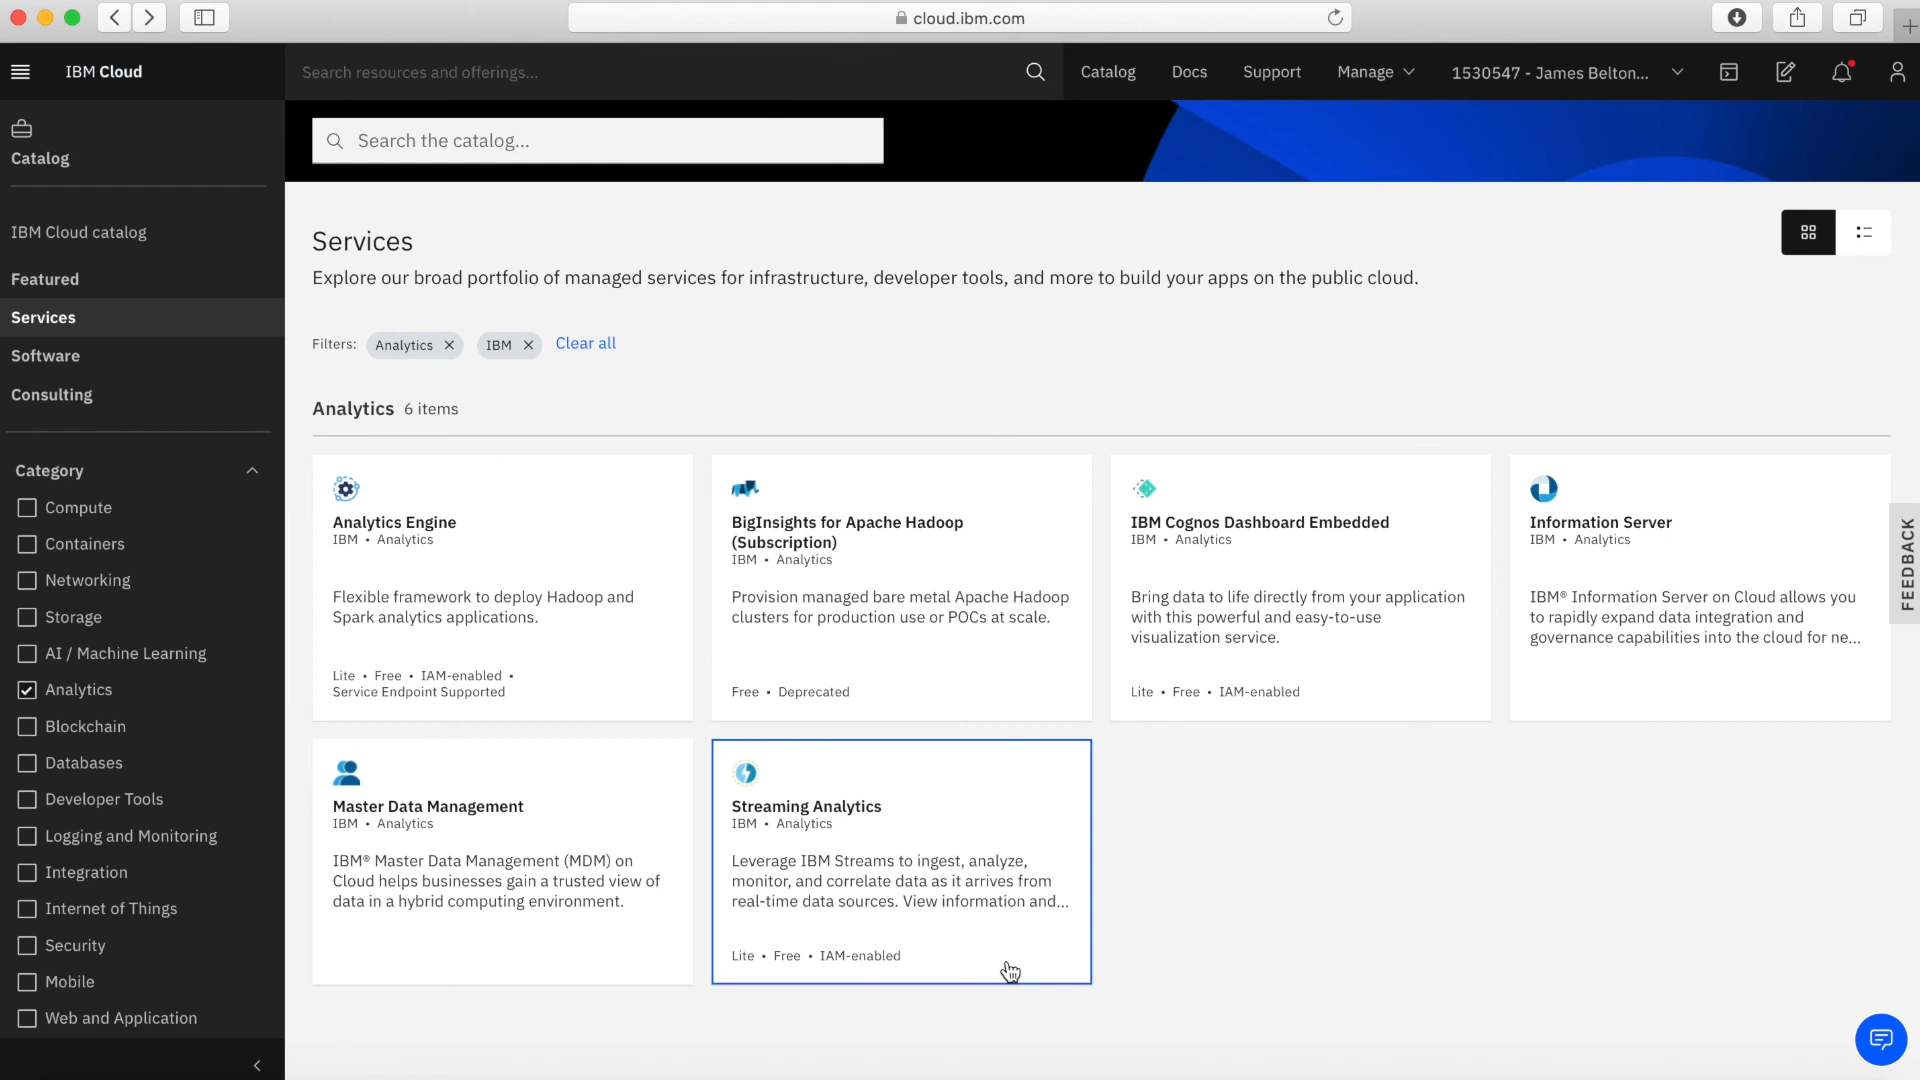 cloud.ibm.com
IBM Cloud
Search resources and offerings...
Catalog
Docs
Support
Manage
1530547 - James Belton...
Catalog
Search the catalog...
IBM Cloud catalog
Featured
Services
Software
Consulting
Category
Compute
Containers
Networking
Storage
AI / Machine Learning
Analytics
Blockchain
Databases
Developer Tools
Logging and Monitoring
Integration
Internet of Things
Security
Mobile
Web and Application
Services
Explore our broad portfolio of managed services for infrastructure, developer tools, and more to build your apps on the public cloud.
Filters:
Analytics
IBM
Clear all
Analytics 6 items
Analytics Engine
IBM • Analytics
Flexible framework to deploy Hadoop and
Spark analytics applications.
Lite • Free • IAM-enabled •
Service Endpoint Supported
BigInsights for Apache Hadoop
(Subscription)
IBM • Analytics
Provision managed bare metal Apache Hadoop
clusters for production use or POCs at scale.
Free • Deprecated
IBM Cognos Dashboard Embedded
IBM • Analytics
Bring data to life directly from your application
with this powerful and easy-to-use
visualization service.
Lite • Free • IAM-enabled
Information Server
IBM • Analytics
IBM® Information Server on Cloud allows you
to rapidly expand data integration and
governance capabilities into the cloud for ne...
Master Data Management
IBM • Analytics
IBM® Master Data Management (MDM) on
Cloud helps businesses gain a trusted view of
data in a hybrid computing environment.
Streaming Analytics
IBM • Analytics
Leverage IBM Streams to ingest, analyze,
monitor, and correlate data as it arrives from
real-time data sources. View information and...
Lite • Free • IAM-enabled
FEEDBACK